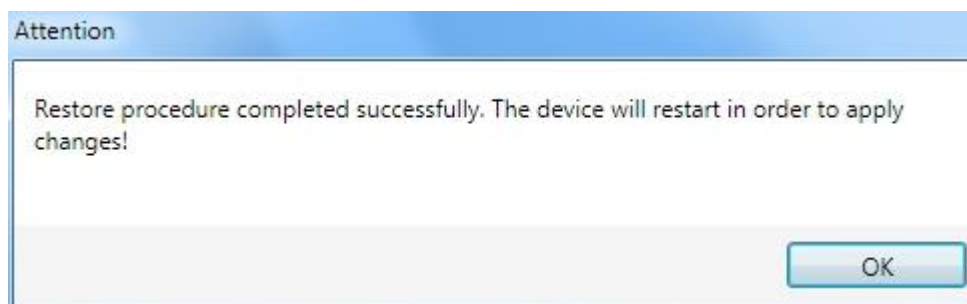 Attention
Restore procedure completed successfully. The device will restart in order to apply
changes!
OK